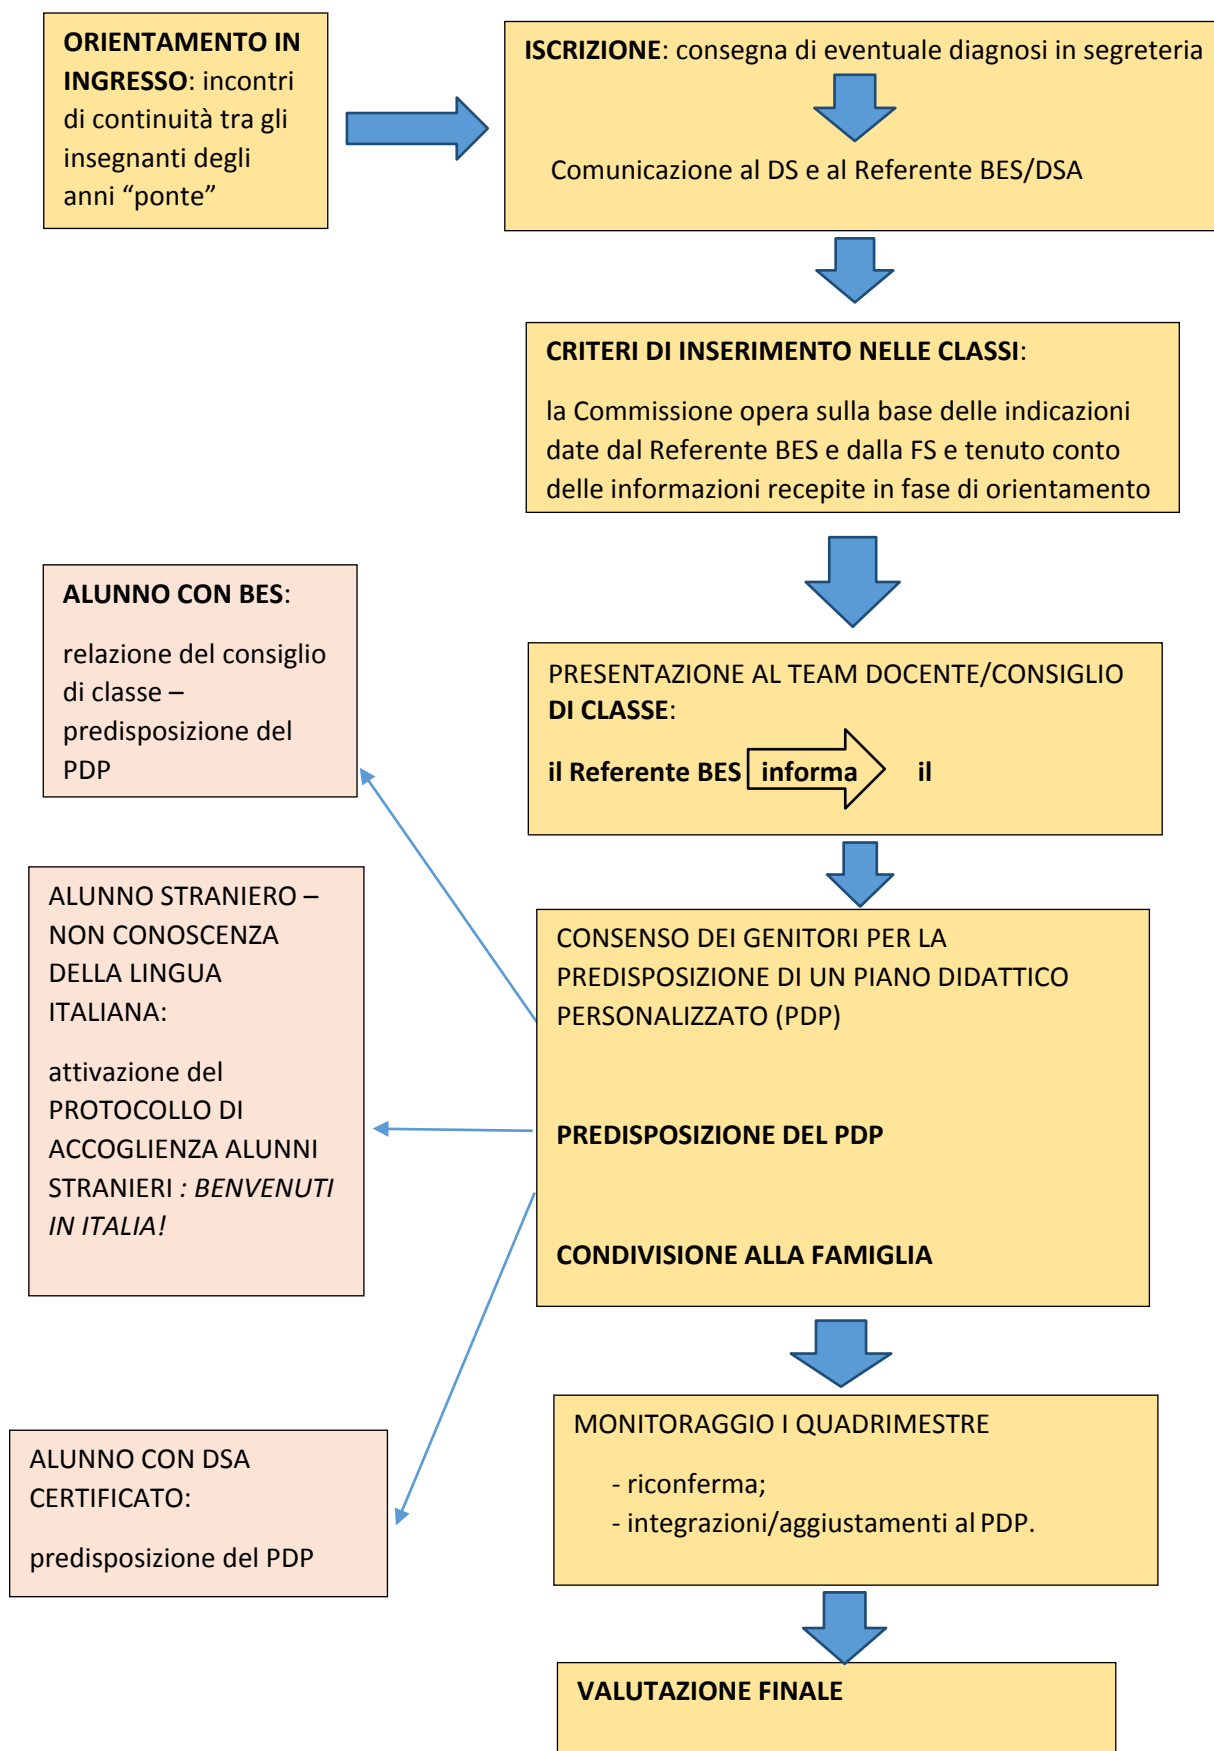 ORIENTAMENTO IN
INGRESSO: incontri
di continuità tra gli
insegnanti degli
anni “ponte”
ISCRIZIONE: consegna di eventuale diagnosi in segreteria
Comunicazione al DS e al Referente BES/DSA
CRITERI DI INSERIMENTO NELLE CLASSI:
la Commissione opera sulla base delle indicazioni
date dal Referente BES e dalla FS e tenuto conto
delle informazioni recepite in fase di orientamento
ALUNNO CON BES:
relazione del consiglio
di classe –
predisposizione del
PDP
PRESENTAZIONE AL TEAM DOCENTE/CONSIGLIO
DI CLASSE:
il Referente BES informa il
ALUNNO STRANIERO –
NON CONOSCENZA
DELLA LINGUA
ITALIANA:
attivazione del
PROTOCOLLO DI
ACCOGLIENZA ALUNNI
STRANIERI : BENVENUTI
IN ITALIA!
CONSENSO DEI GENITORI PER LA
PREDISPOSIZIONE DI UN PIANO DIDATTICO
PERSONALIZZATO (PDP)
PREDISPOSIZIONE DEL PDP
CONDIVISIONE ALLA FAMIGLIA
ALUNNO CON DSA
CERTIFICATO:
predisposizione del PDP
MONITORAGGIO I QUADRIMESTRE
- riconferma;
- integrazioni/aggiustamenti al PDP.
VALUTAZIONE FINALE